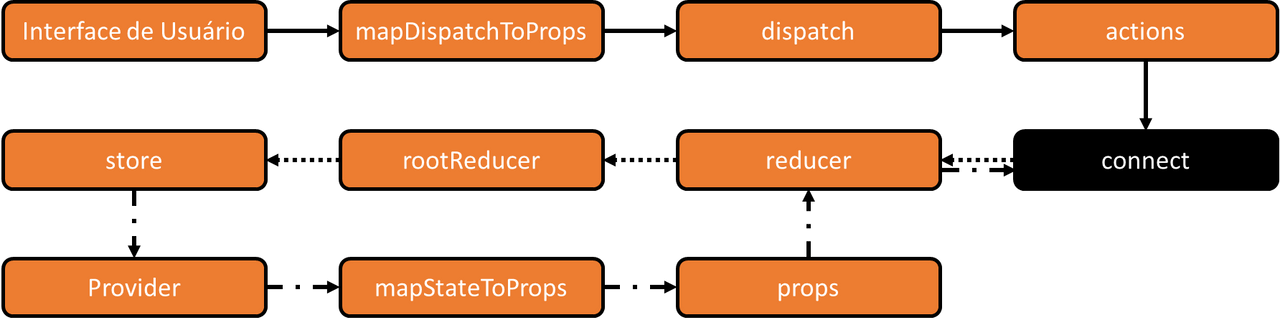 Interface de Usuário
mapDispatchToProps
dispatch
actions
store
rootReducer
reducer
connect
Provider
mapStateToProps
props